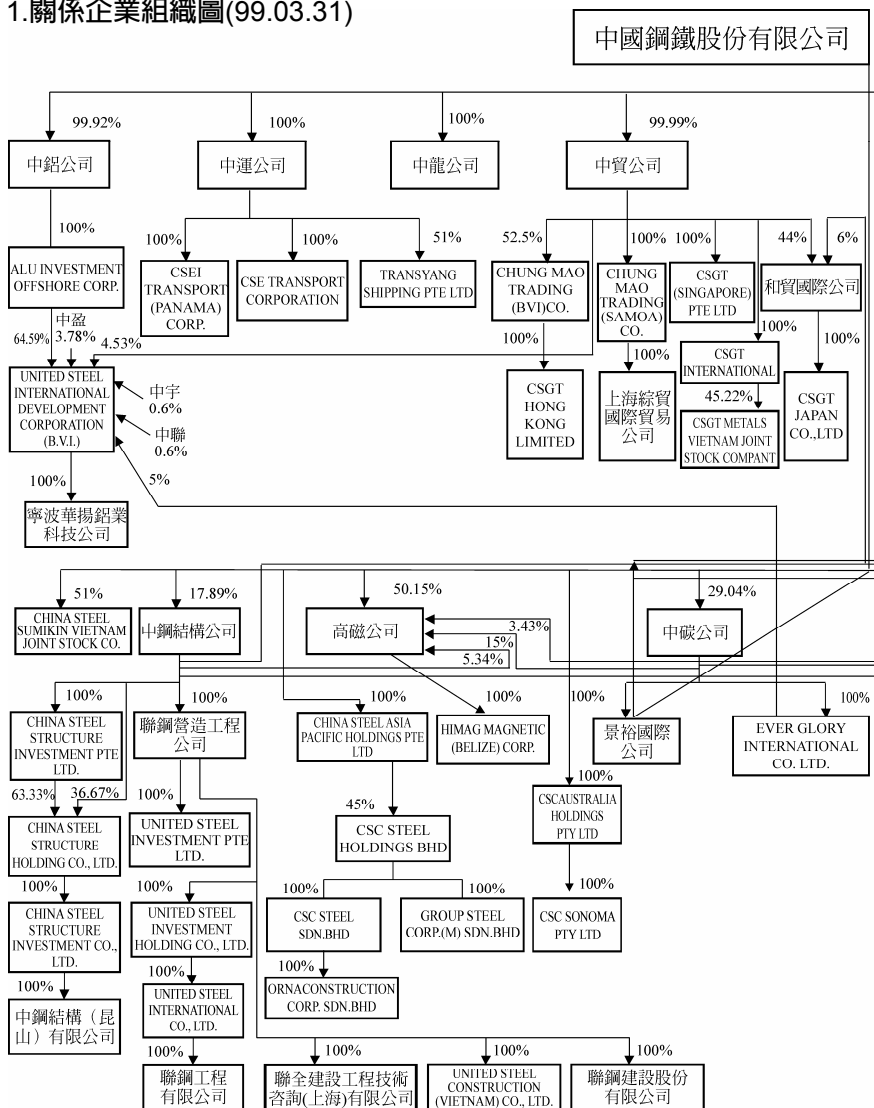 1.關係企業組織圖(99.03.31)
中國鋼鐵股份有限公司
99.92%
100%
100%
99.99%
中鋁公司
中運公司
中龍公司
中貿公司
100%
100%
100%
51%
52.5%
100%
100%
44%
6%
ALU INVESTMENT
OFFSHORE CORP.
CSEI
TRANSPORT
(PANAMA)
CORP.
CSE TRANSPORT
CORPORATION
TRANSYANG
SHIPPING PTE LTD
CHUNG MAO
TRADING
(BVI)CO.
CHUNG
MAO
TRADING
(SAMOA)
CO.
CSGT
(SINGAPORE)
PTE LTD
和貿國際公司
64.59%
中盈
3.78%
4.53%
100%
100%
100%
100%
UNITED STEEL
INTERNATIONAL
DEVELOPMENT
CORPORATION
(B.V.I.)
中宇
0.6%
中聯
0.6%
CSGT
HONG
KONG
LIMITED
上海綜貿
國際貿易
公司
CSGT
INTERNATIONAL
45.22%
CSGT METALS
VIETNAM JOINT
STOCK COMPANT
CSGT
JAPAN
CO.,LTD
100%
5%
寧波華揚鋁業
科技公司
51%
17.89%
50.15%
29.04%
CHINA STEEL
SUMIKIN VIETNAM
JOINT STOCK CO.
中鋼結構公司
高磁公司
3.43%
15%
5.34%
中碳公司
100%
100%
100%
100%
100%
100%
CHINA STEEL
STRUCTURE
INVESTMENT PTE
LTD.
聯鋼營造工程
公司
CHINA STEEL ASIA
PACIFIC HOLDINGS PTE
LTD
HIMAG MAGNETIC
(BELIZE) CORP.
景裕國際
公司
EVER GLORY
INTERNATIONAL
CO. LTD.
63.33%
36.67%
100%
45%
100%
CHINA STEEL
STRUCTURE
HOLDING CO., LTD.
UNITED STEEL
INVESTMENT PTE
LTD.
CSC STEEL
HOLDINGS BHD
CSCAUSTRALIA
HOLDINGS
PTY LTD
100%
100%
100%
100%
100%
CHINA STEEL
STRUCTURE
INVESTMENT CO.,
LTD.
UNITED STEEL
INVESTMENT
HOLDING CO., LTD.
CSC STEEL
SDN.BHD
GROUP STEEL
CORP.(M) SDN.BHD
CSC SONOMA
PTY LTD
100%
100%
100%
中鋼結構（昆
山）有限公司
UNITED STEEL
INTERNATIONAL
CO., LTD.
ORNACONSTRUCTION
CORP. SDN.BHD
100%
100%
100%
100%
聯鋼工程
有限公司
聯全建設工程技術
咨詢(上海)有限公司
UNITED STEEL
CONSTRUCTION
(VIETNAM) CO., LTD.
聯鋼建設股份
有限公司